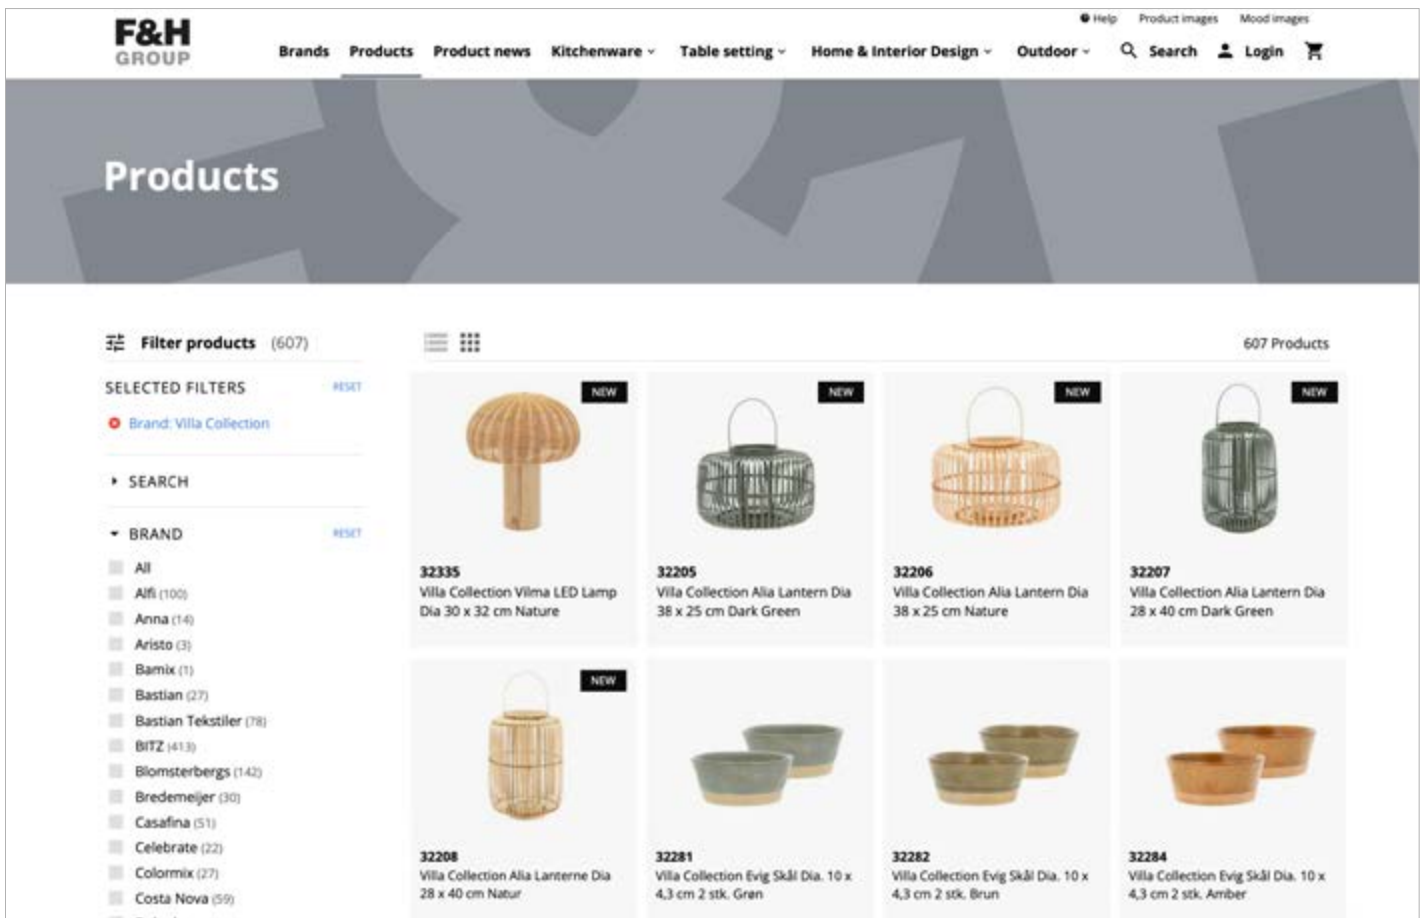 F&H
GROUP
Help Product images Mood images
Brands Products Product news Kitchenware Table setting Home & Interior Design Outdoor Search Login
Products
Filter products (607)
607 Products
SELECTED FILTERS RESET
Brand: Villa Collection
SEARCH
BRAND RESET
All
Alfi (100)
Anna (14)
Aristo (3)
Bamix (1)
Bastian (27)
Bastian Tekstiler (78)
BITZ (413)
Blomsterbergs (142)
Bredemeijer (30)
Casafina (51)
Celebrate (22)
Colormix (27)
Costa Nova (59)
NEW
32335
Villa Collection Vilma LED Lamp
Dia 30 x 32 cm Nature
NEW
32205
Villa Collection Alia Lantern Dia
38 x 25 cm Dark Green
NEW
32206
Villa Collection Alia Lantern Dia
38 x 25 cm Nature
NEW
32207
Villa Collection Alia Lantern Dia
28 x 40 cm Dark Green
NEW
32208
Villa Collection Alia Lanterne Dia
28 x 40 cm Natur
32281
Villa Collection Evig Skål Dia. 10 x
4,3 cm 2 stk. Grøn
32282
Villa Collection Evig Skål Dia. 10 x
4,3 cm 2 stk. Brun
32284
Villa Collection Evig Skål Dia. 10 x
4,3 cm 2 stk. Amber